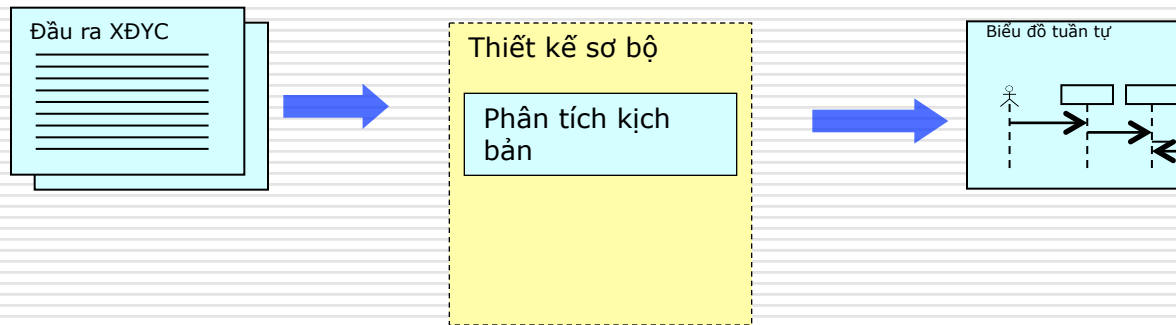 Đầu ra XĐYC
Thiết kế sơ bộ
Phân tích kịch
bản
Biểu đồ tuần tự